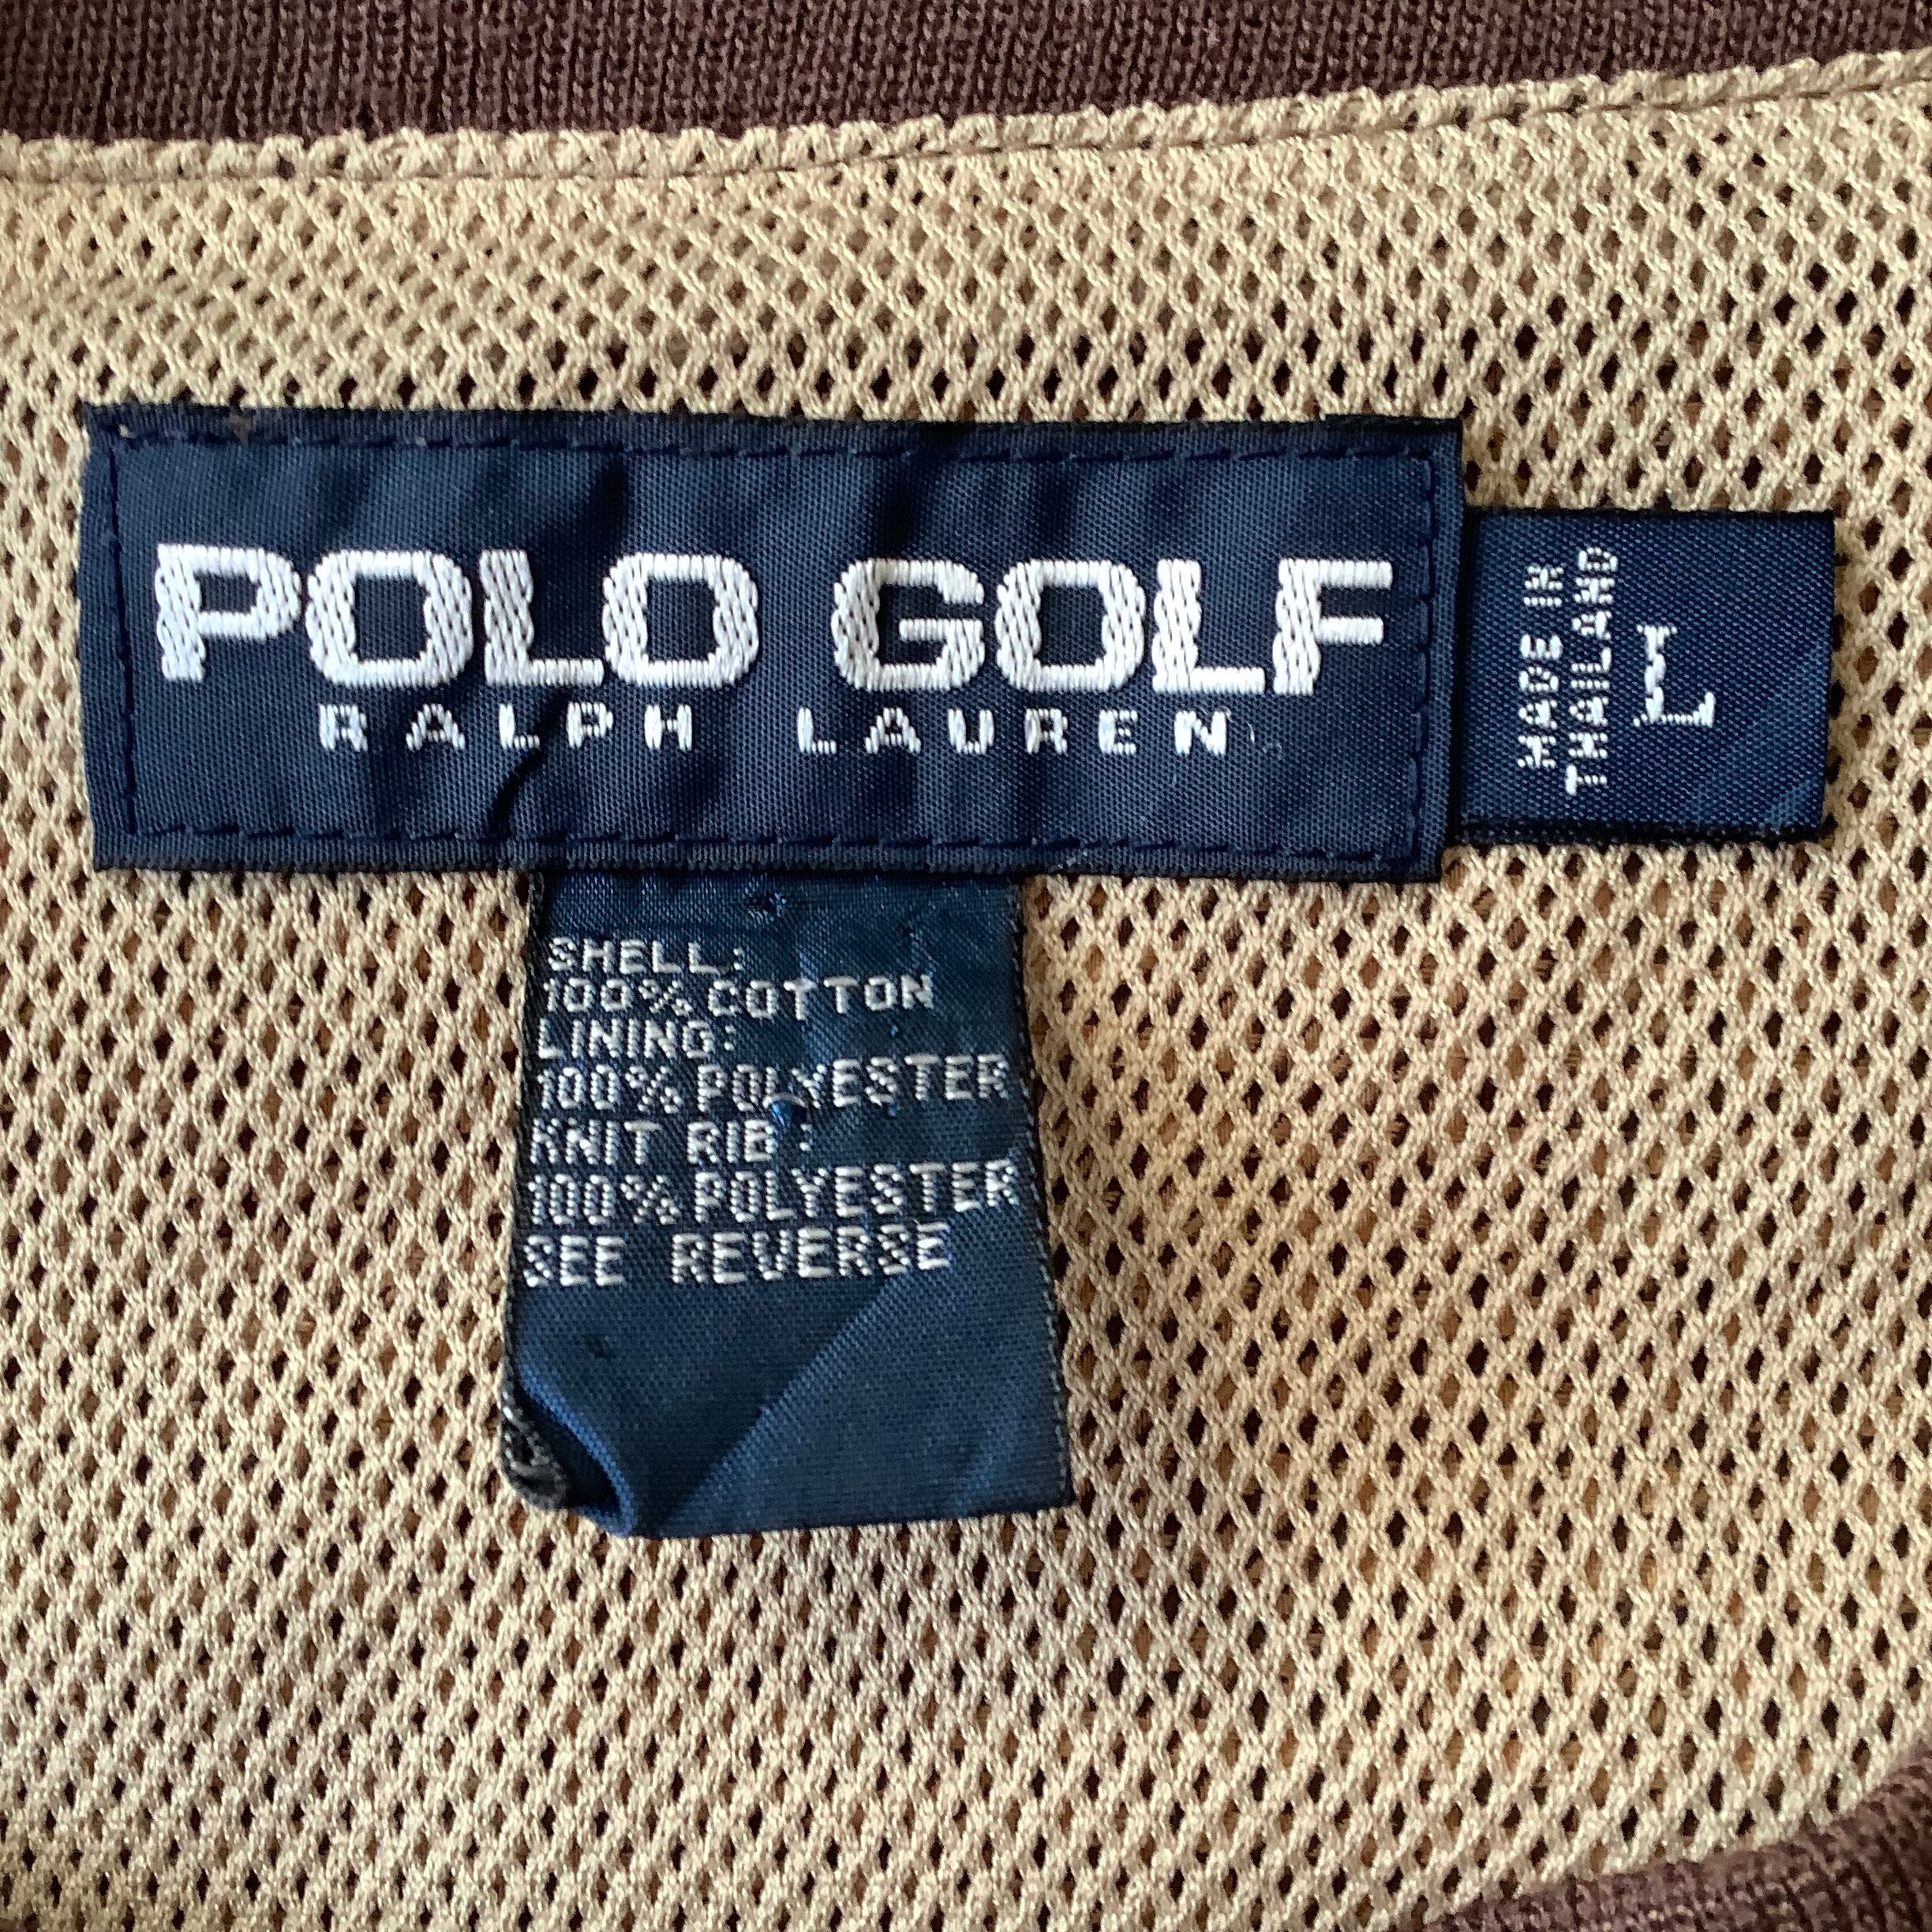 POLO GOLF
RALPH LAUREN
MADE IN
THAILAND
L
SHELL:
100% COTTON
LINING:
100% POLYESTER
KNIT RIB:
100% POLYESTER
SEE REVERSE